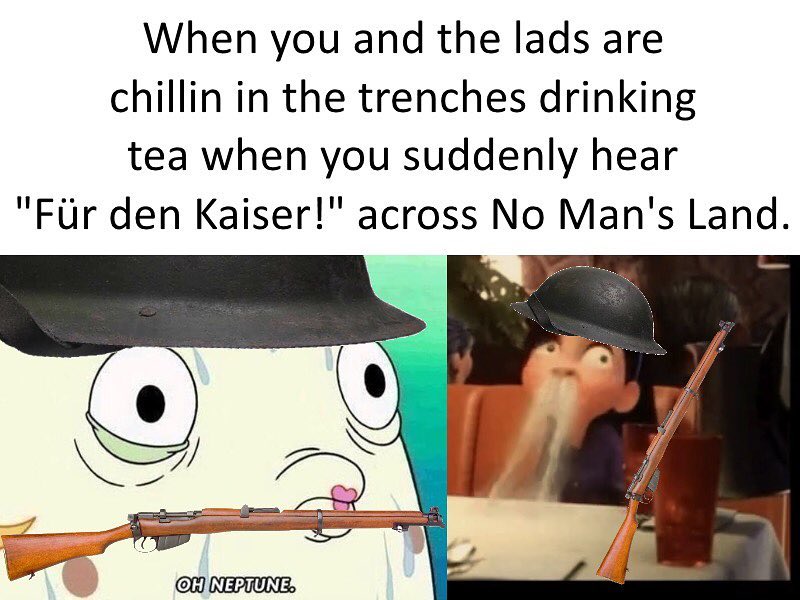 When you and the lads are
chillin in the trenches drinking
tea when you suddenly hear
"Für den Kaiser!" across No Man's Land.
OH NEPTUNE.